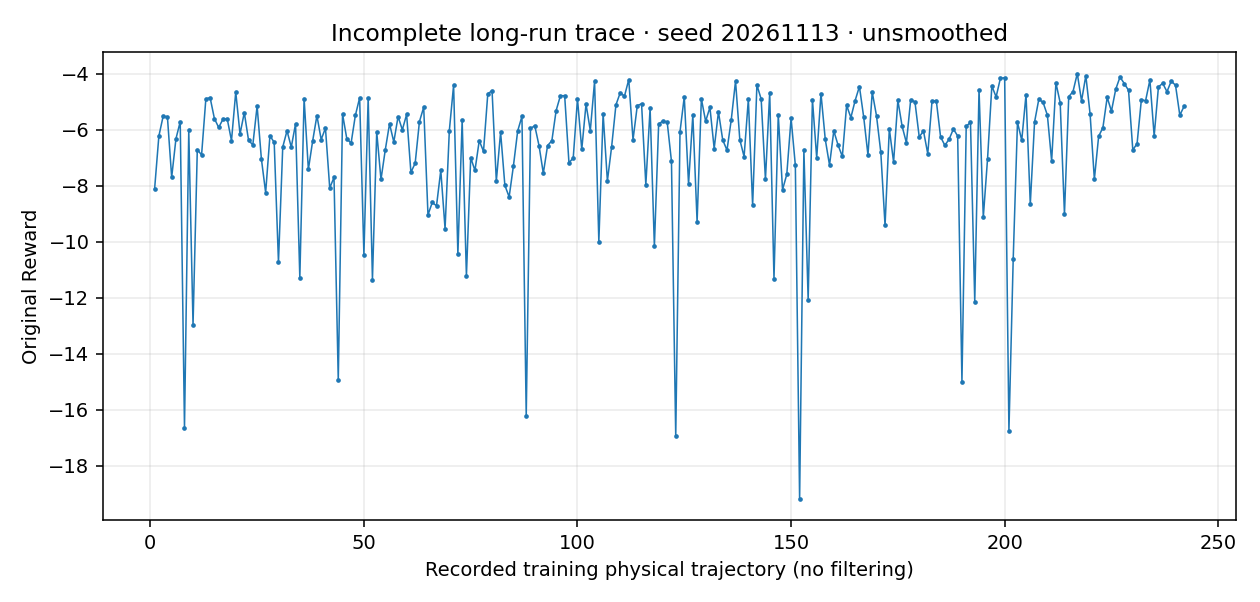 Incomplete long-run trace · seed 20261113 · unsmoothed
Original Reward
−4
−6
−8
−10
−12
−14
−16
−18
0 50 100 150 200 250
Recorded training physical trajectory (no filtering)